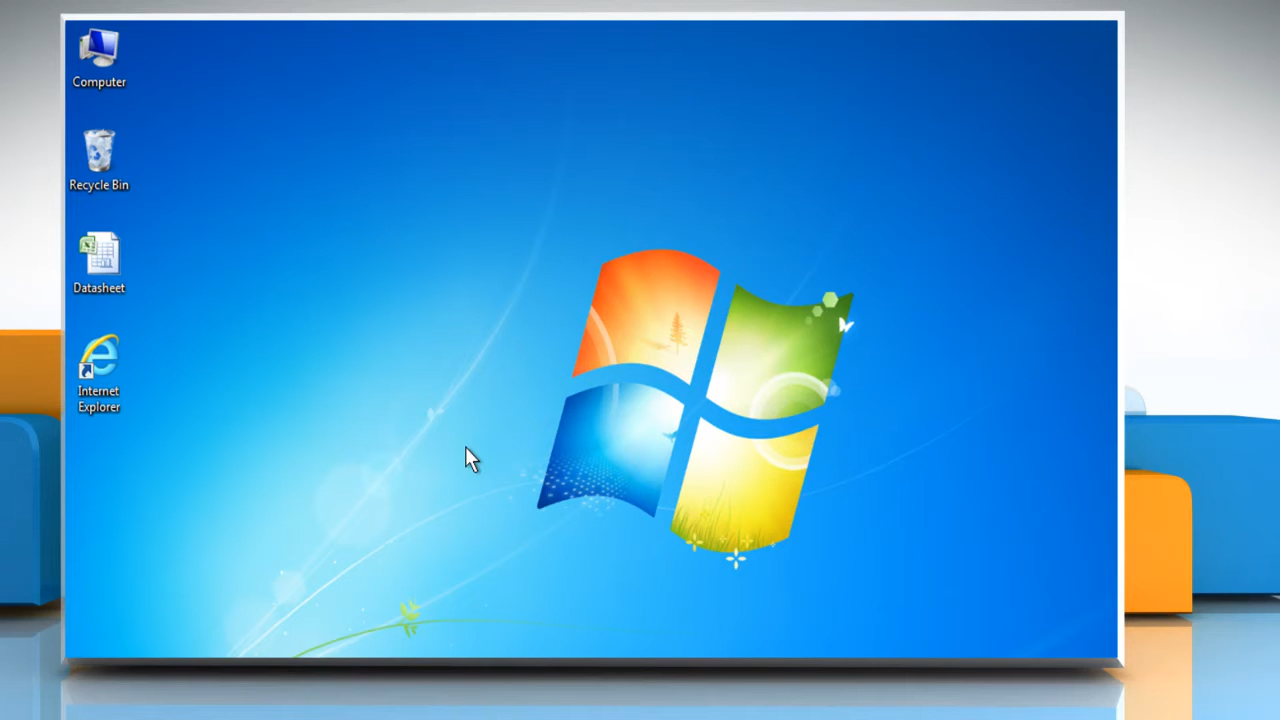 Computer
Recycle Bin
Datasheet
Internet
Explorer